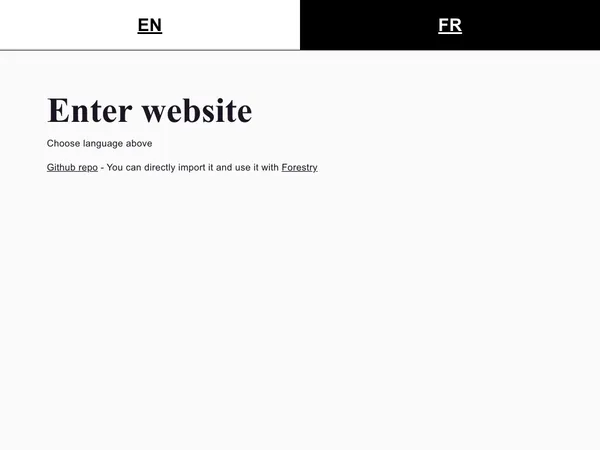 EN
FR
Enter website
Choose language above
Github repo - You can directly import it and use it with Forestry